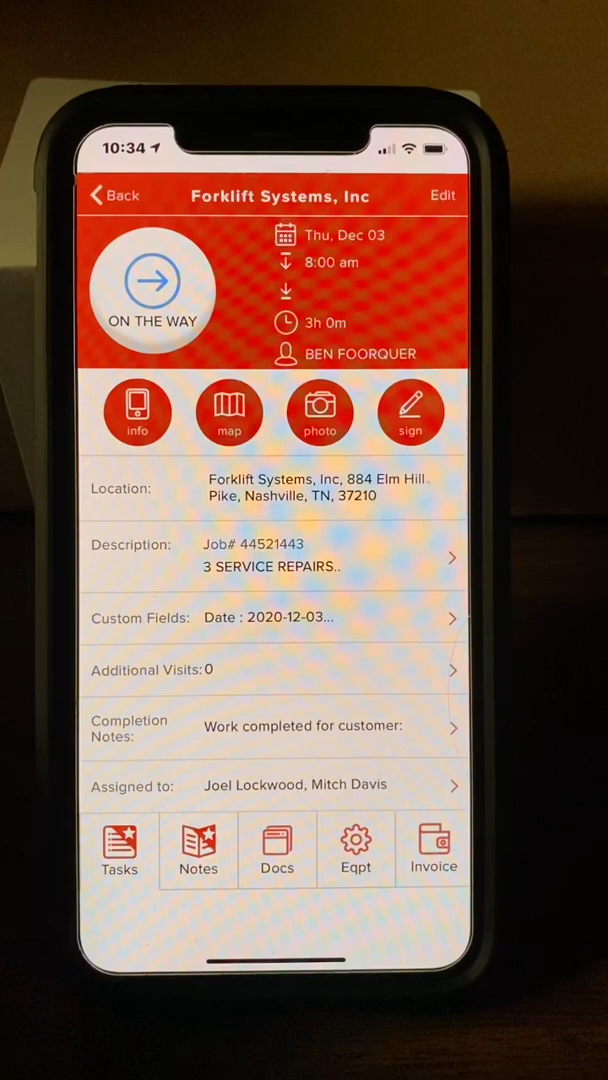 10:34
Back
Forklift Systems, Inc
Edit
Thu, Dec 03
8:00 am
3h 0m
BEN FOORQUER
ON THE WAY
info
map
photo
sign
Location:
Forklift Systems, Inc, 884 Elm Hill
Pike, Nashville, TN, 37210
Description:
Job# 44521443
3 SERVICE REPAIRS..
Custom Fields:
Date : 2020-12-03...
Additional Visits:
0
Completion
Notes:
Work completed for customer:
Assigned to:
Joel Lockwood, Mitch Davis
Tasks
Notes
Docs
Eqpt
Invoice